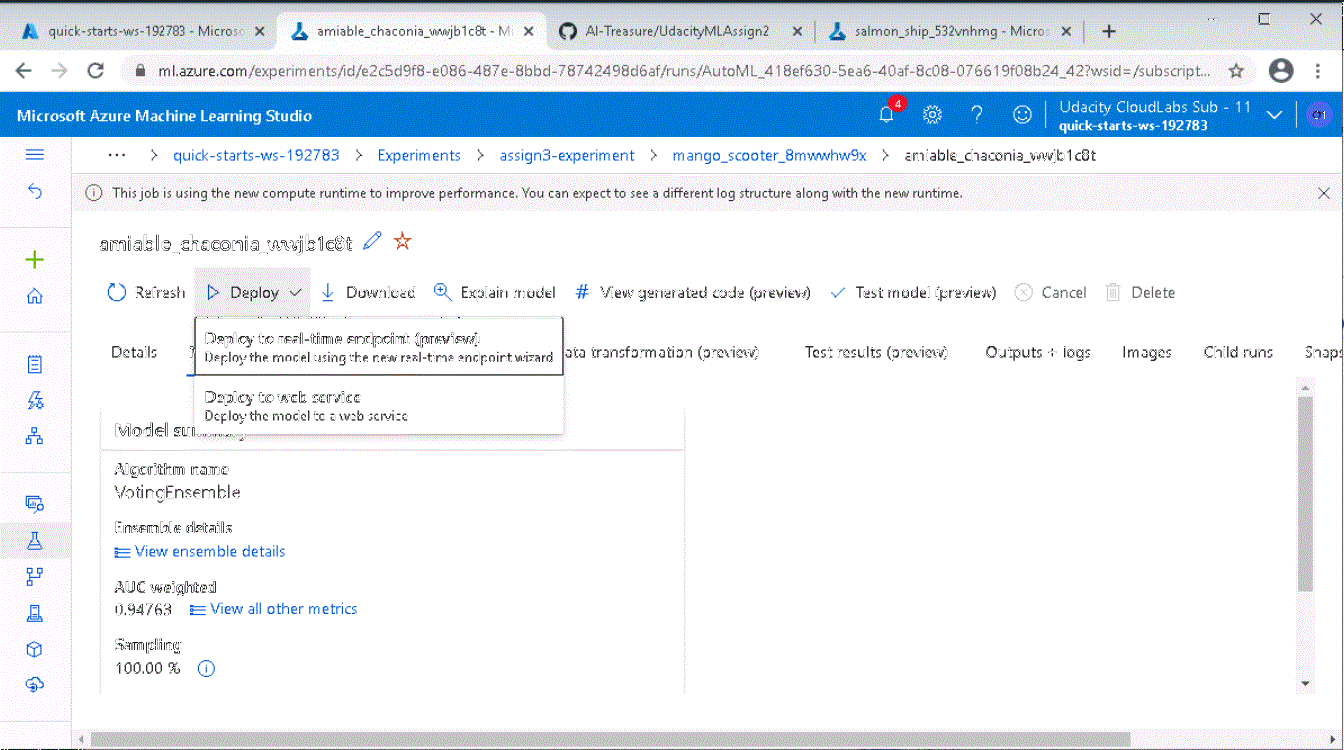 quick-starts-ws-192783 - Microso
amiable_chaconia_wwjb1c8t - Mi
AI-Treasure/UdacityMLAssign2
salmon_ship_532vnhmg - Micros
ml.azure.com/experiments/id/e2c5d9f8-e086-487e-8bbd-78742498d6af/runs/AutoML_418ef630-5ea6-40af-8c08-076619f08b24_42?wsid=/subscript...
Microsoft Azure Machine Learning Studio
4
Udacity CloudLabs Sub - 11
quick-starts-ws-192783
... > quick-starts-ws-192783 > Experiments > assign3-experiment > mango_scooter_8mwwhw9x > amiable_chaconia_wwjb1c8t
This job is using the new compute runtime to improve performance. You can expect to see a different log structure along with the new runtime.
amiable_chaconia_wwjb1c8t
Refresh Deploy Download Explain model # View generated code (preview) Test model (preview) Cancel Delete
Deploy to real-time endpoint (preview)
Deploy the model using the new real-time endpoint wizard
Deploy to web service
Deploy the model to a web service
Details ata transformation (preview) Test results (preview) Outputs + logs Images Child runs Snaps
Model summary
Algorithm name
VotingEnsemble
Ensemble details
View ensemble details
AUC weighted
0.94763 View all other metrics
Sampling
100.00 %